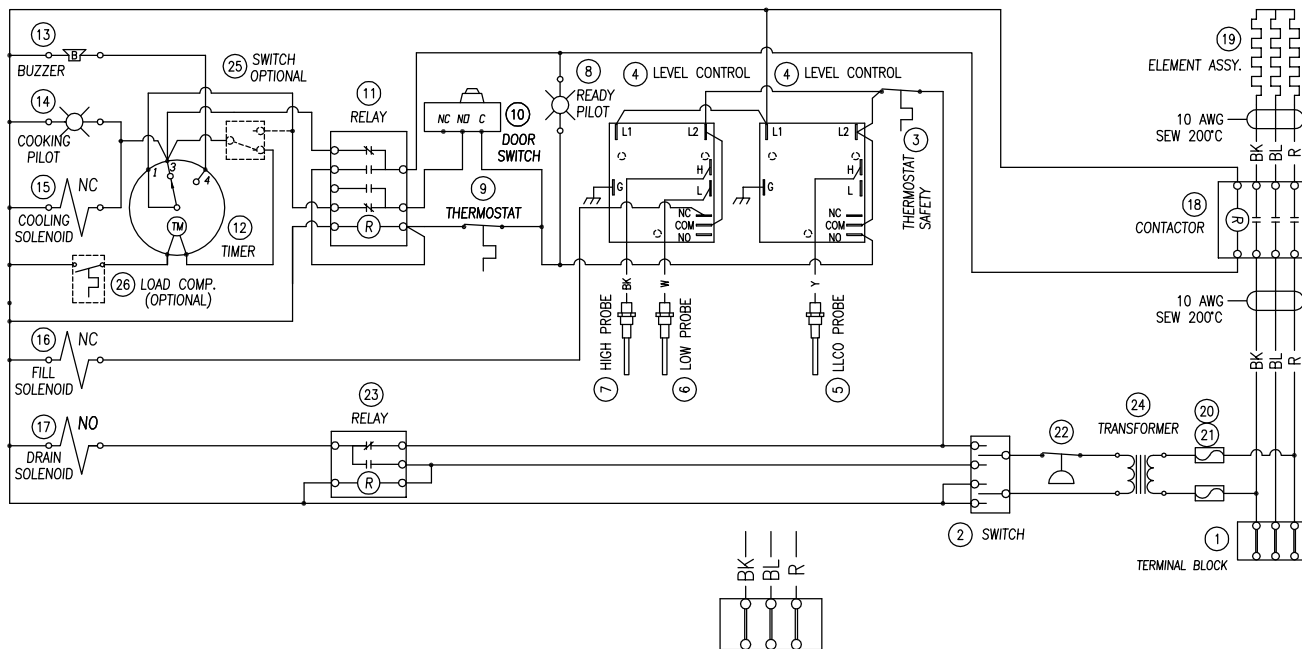 13
BUZZER
B
14
COOKING
PILOT
15
NC
COOLING
SOLENOID
25
SWITCH
OPTIONAL
1
3
4
TM
12
TIMER
26
LOAD COMP.
(OPTIONAL)
16
NC
FILL
SOLENOID
17
NO
DRAIN
SOLENOID
11
RELAY
R
NC NO C
10
DOOR
SWITCH
9
THERMOSTAT
8
READY
PILOT
4 LEVEL CONTROL
L1
L2
H
L
G
NC
COM
NO
4 LEVEL CONTROL
L1
L2
H
L
G
NC
COM
NO
3
THERMOSTAT
SAFETY
BK
W
Y
7
HIGH PROBE
6
LOW PROBE
5
LLCO PROBE
23
RELAY
R
2 SWITCH
22
24
TRANSFORMER
20
21
19
ELEMENT ASSY.
10 AWG
SEW 200°C
BK
BL
R
18
CONTACTOR
R
10 AWG
SEW 200°C
BK
BL
R
1
TERMINAL BLOCK
BK
BL
R